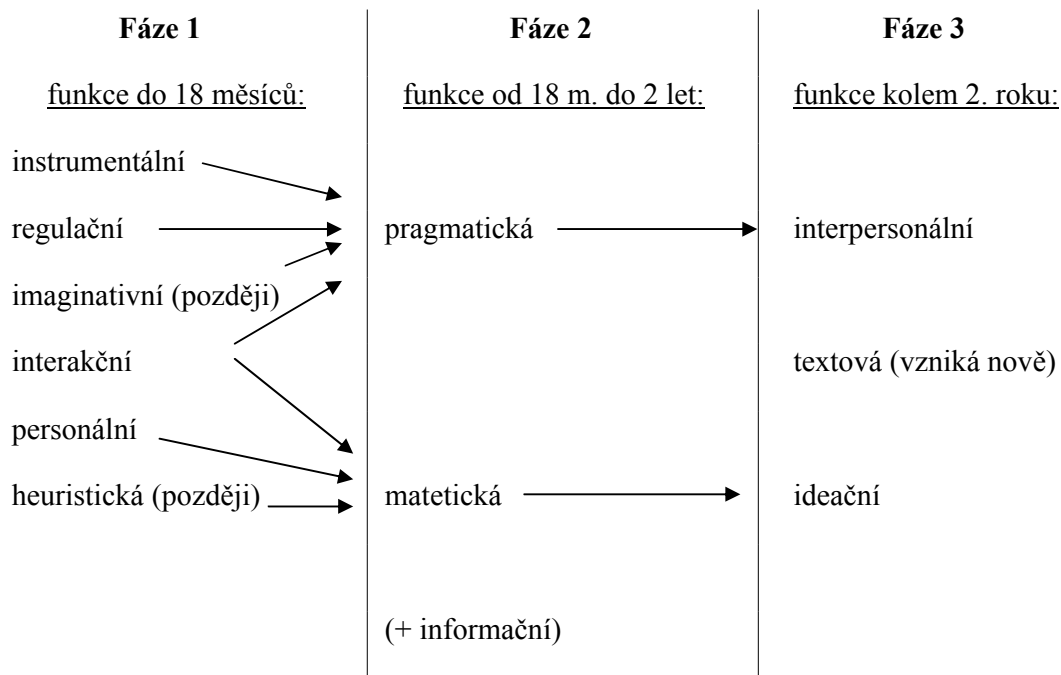 Fáze 1
Fáze 2
Fáze 3
funkce do 18 měsíců:
funkce od 18 m. do 2 let:
funkce kolem 2. roku:
instrumentální
regulační
pragmatická
interpersonální
imaginativní (později)
interakční
textová (vzniká nově)
personální
heuristická (později)
matetická
ideační
(+ informační)